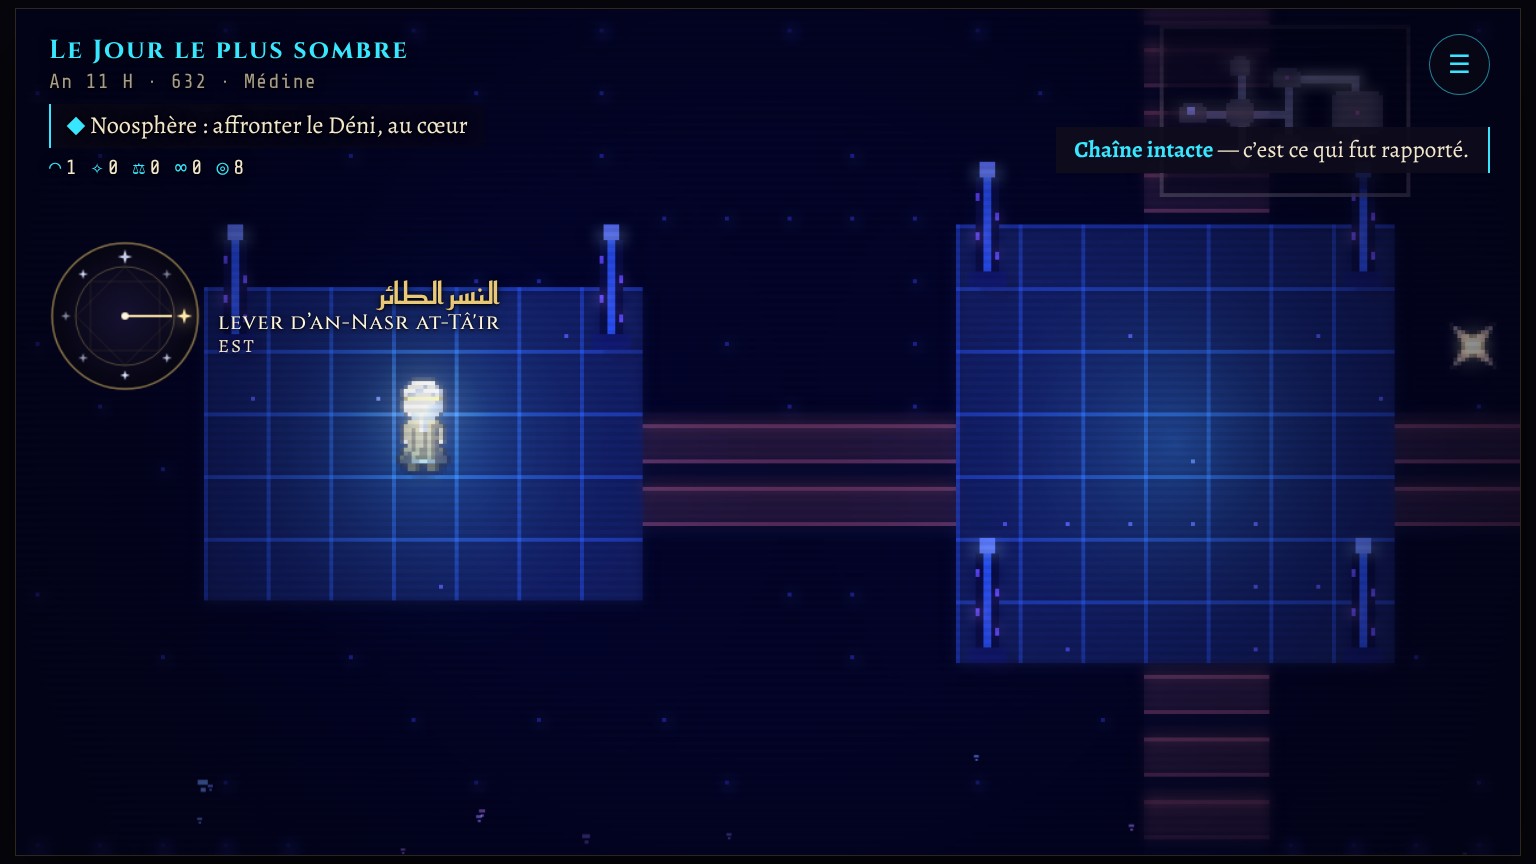 Le Jour le plus sombre
An 11 H · 632 · Médine
◆ Noosphère : affronter le Déni, au cœur
◠1 ✧0 ⚖0 ∞0 ◎8
☰
Chaîne intacte — c’est ce qui fut rapporté.
النسر الطائر
LEVER D’AN-NASR AT-TÂ’IR
EST